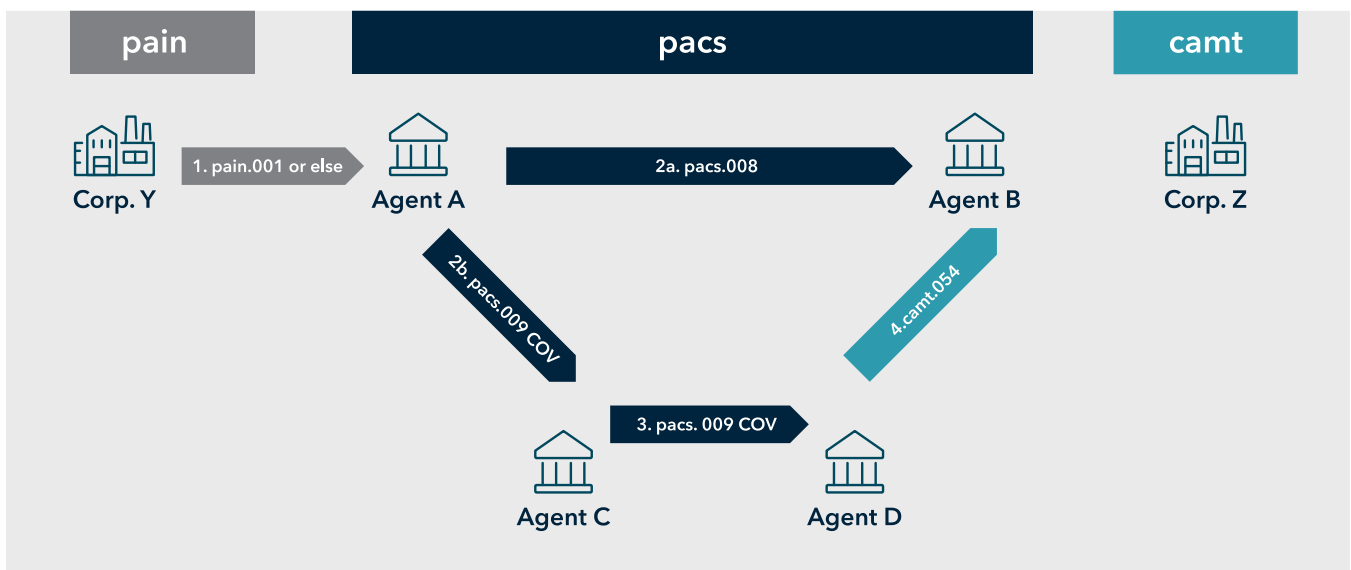 pain
pacs
camt
1. pain.001 or else
2a. pacs.008
Corp. Y
Agent A
Agent B
Corp. Z
2b. pacs.009 COV
4.camt.054
3. pacs. 009 COV
Agent C
Agent D